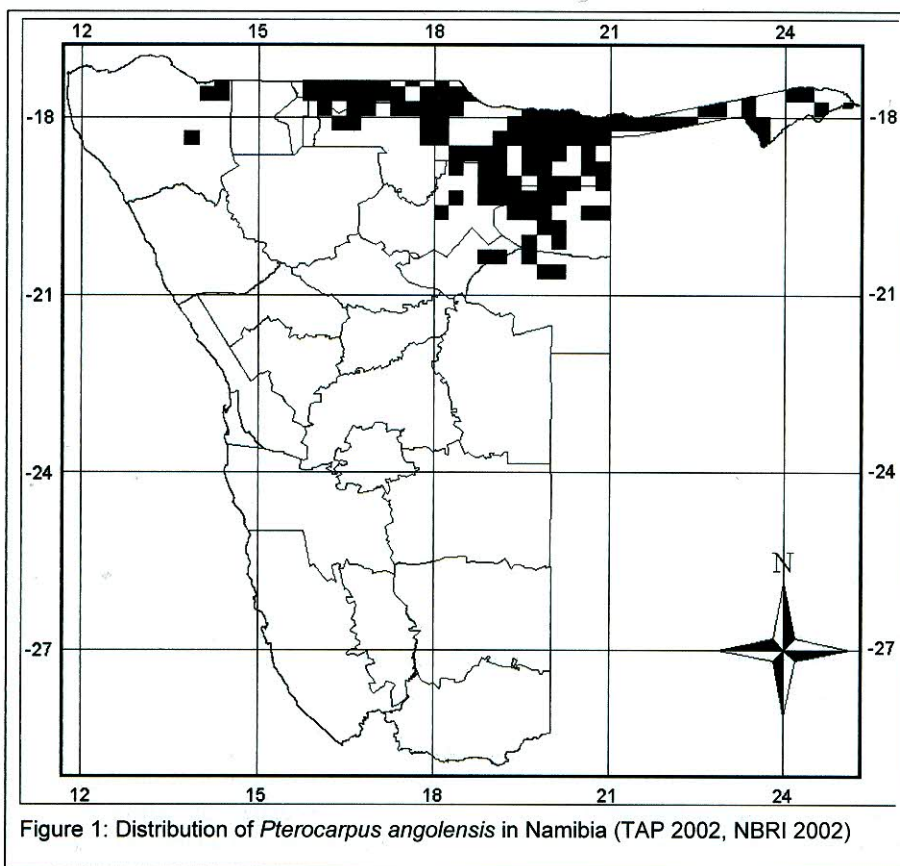 12 15 18 21 24
-18 -18
-21 -21
-24 -24
N
-27 -27
12 15 18 21 24
Figure 1: Distribution of Pterocarpus angolensis in Namibia (TAP 2002, NBRI 2002)